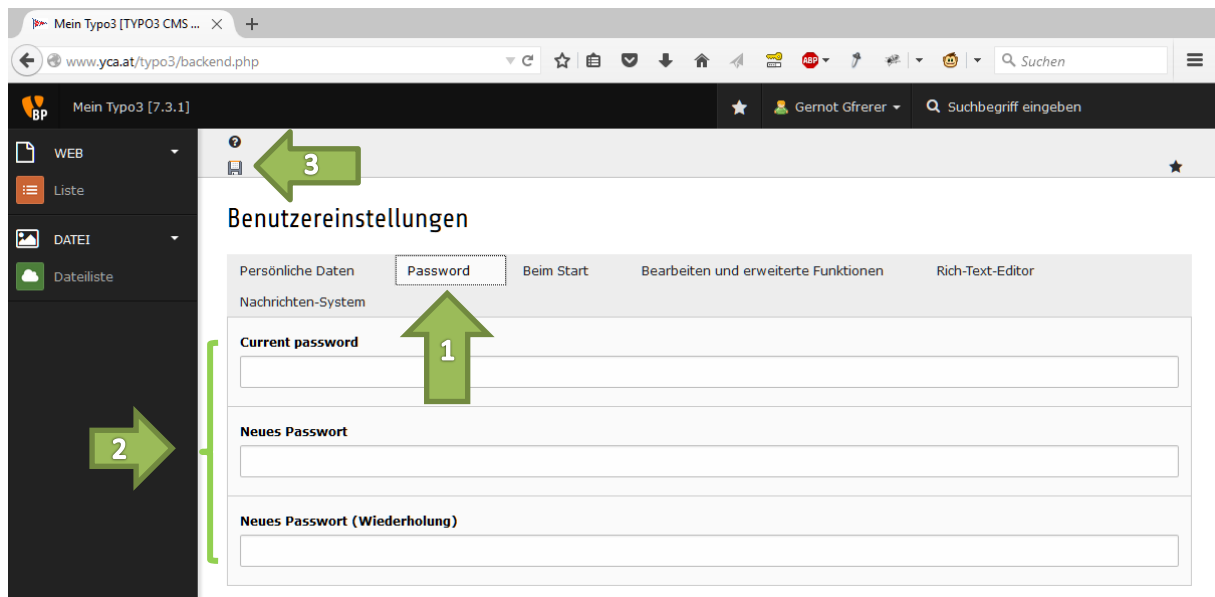 Mein Typo3 [TYPO3 CMS ...
www.yca.at/typo3/backend.php
ABP
Suchen
BP
Mein Typo3 [7.3.1]
Gernot Gfrerer
Suchbegriff eingeben
WEB
3
Liste
Benutzereinstellungen
DATEI
Dateiliste
Persönliche Daten
Password
Beim Start
Bearbeiten und erweiterte Funktionen
Rich-Text-Editor
Nachrichten-System
Current password
1
Neues Passwort
2
Neues Passwort (Wiederholung)